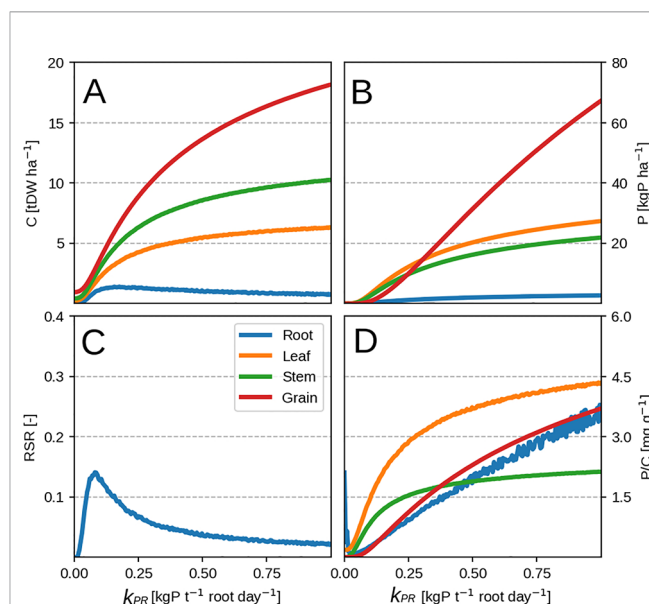 20
15
10
5
C [tDW ha⁻¹]
A
B
80
60
40
20
P [kgP ha⁻¹]
0.4
0.3
0.2
0.1
RSR [-]
C
Root
Leaf
Stem
Grain
D
6.0
4.5
3.0
1.5
P/C [mg g⁻¹]
0.00 0.25 0.50 0.75
0.00 0.25 0.50 0.75
k_PR [kgP t⁻¹ root day⁻¹]
k_PR [kgP t⁻¹ root day⁻¹]